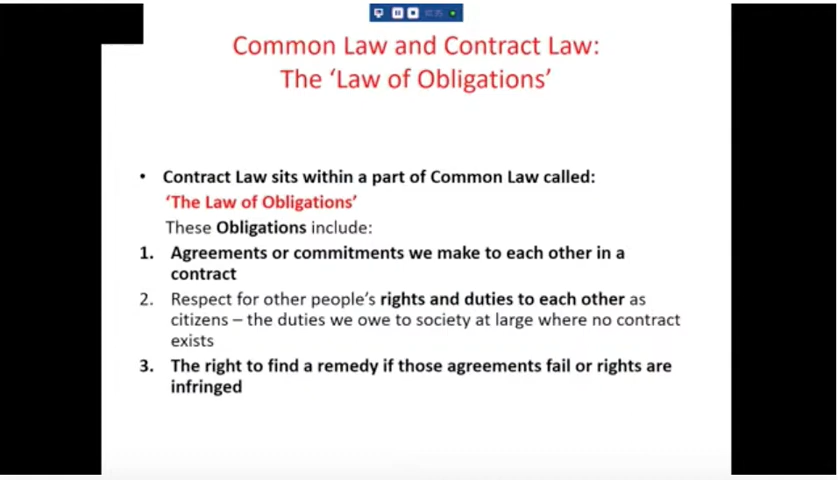 Common Law and Contract Law:
The ‘Law of Obligations’
• Contract Law sits within a part of Common Law called:
‘The Law of Obligations’
These Obligations include:
1. Agreements or commitments we make to each other in a
contract
2. Respect for other people’s rights and duties to each other as
citizens – the duties we owe to society at large where no contract
exists
3. The right to find a remedy if those agreements fail or rights are
infringed